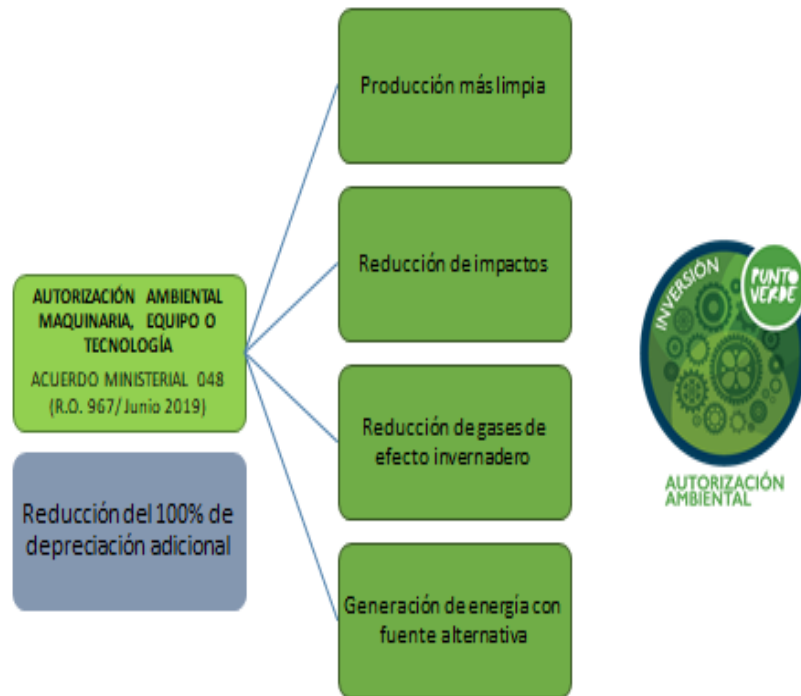 AUTORIZACIÓN AMBIENTAL
MAQUINARIA, EQUIPO O
TECNOLOGÍA
ACUERDO MINISTERIAL 048
(R.O. 967/ Junio 2019)
Reducción del 100% de
depreciación adicional
Producción más limpia
Reducción de impactos
Reducción de gases de
efecto invernadero
Generación de energía con
fuente alternativa
INVERSIÓN
PUNTO
VERDE
AUTORIZACIÓN
AMBIENTAL